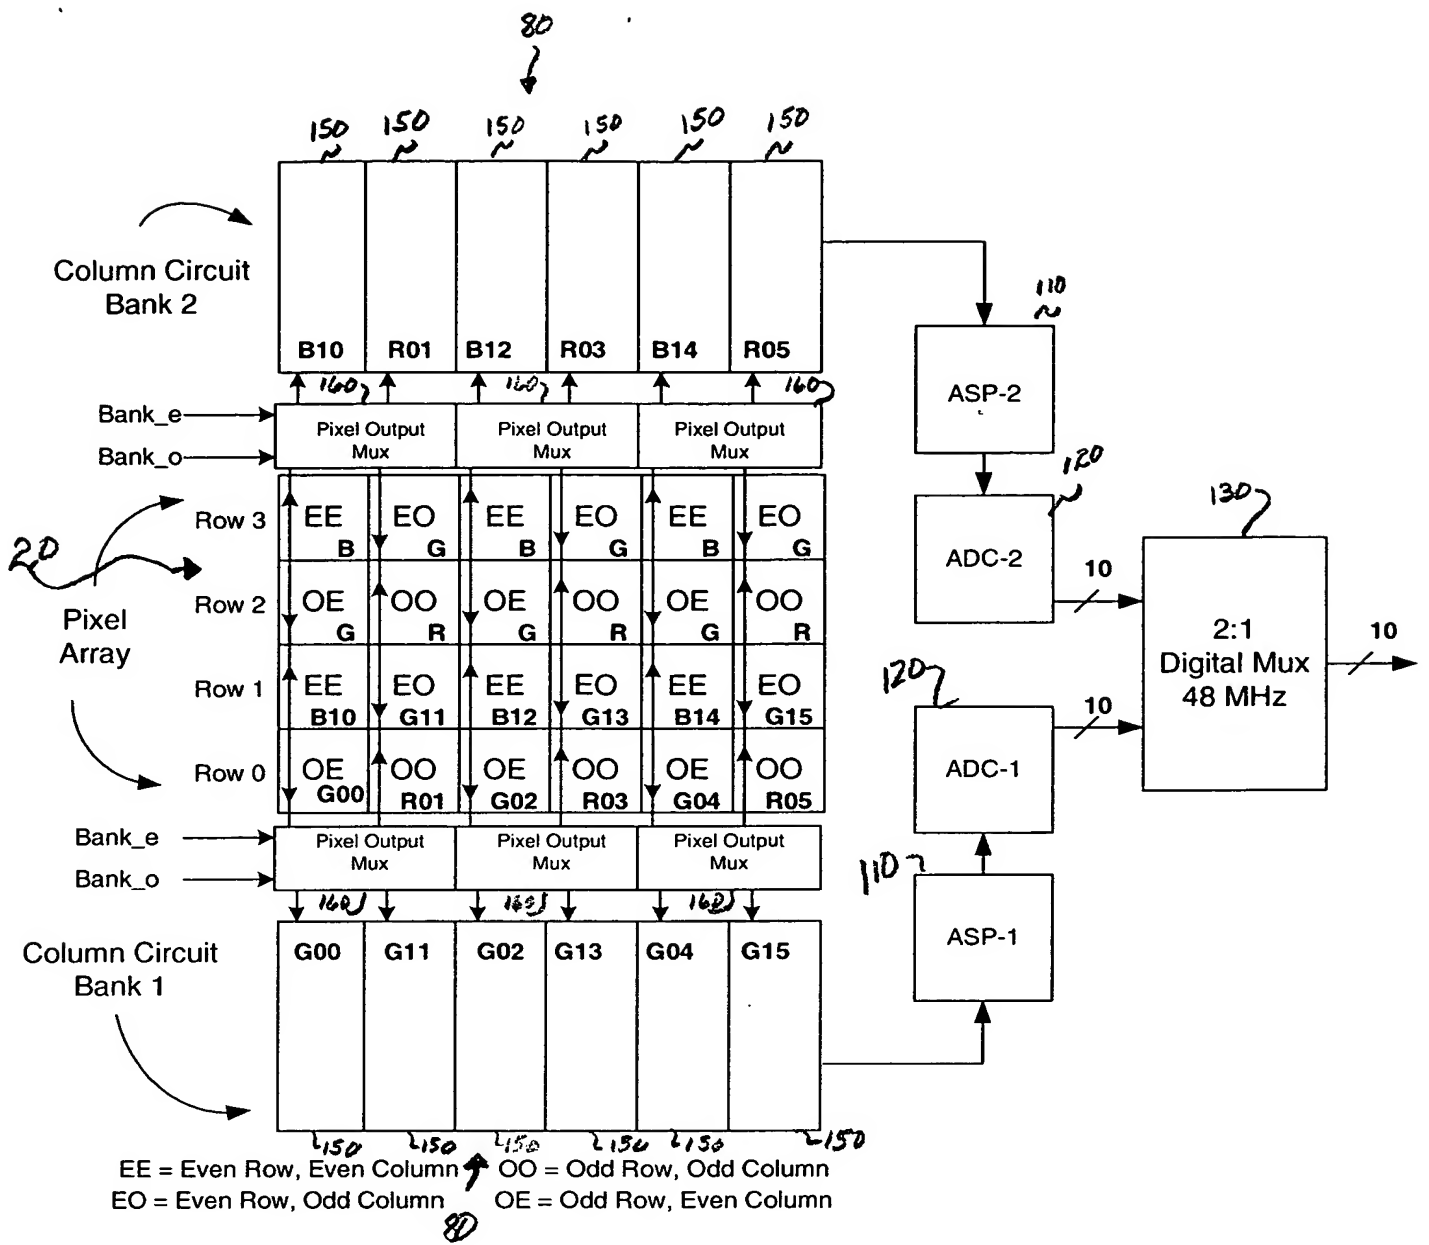 80
150 150 150 150 150 150
Column Circuit
Bank 2
B10 R01 B12 R03 B14 R05
160 160 160
Bank_e
Bank_o
Pixel Output
Mux
Pixel Output
Mux
Pixel Output
Mux
110
ASP-2
120
ADC-2
10
130
2:1
Digital Mux
48 MHz
10
20
Pixel
Array
Row 3 EE EO EE EO EE EO
B G B G B G
Row 2 OE OO OE OO OE OO
G R G R G R
Row 1 EE EO EE EO EE EO
B10 G11 B12 G13 B14 G15
Row 0 OE OO OE OO OE OO
G00 R01 G02 R03 G04 R05
120
ADC-1
10
110
ASP-1
Bank_e
Bank_o
Pixel Output
Mux
Pixel Output
Mux
Pixel Output
Mux
160 160 160
Column Circuit
Bank 1
G00 G11 G02 G13 G04 G15
150 150 150 150 150 150
EE = Even Row, Even Column OO = Odd Row, Odd Column
EO = Even Row, Odd Column OE = Odd Row, Even Column
80